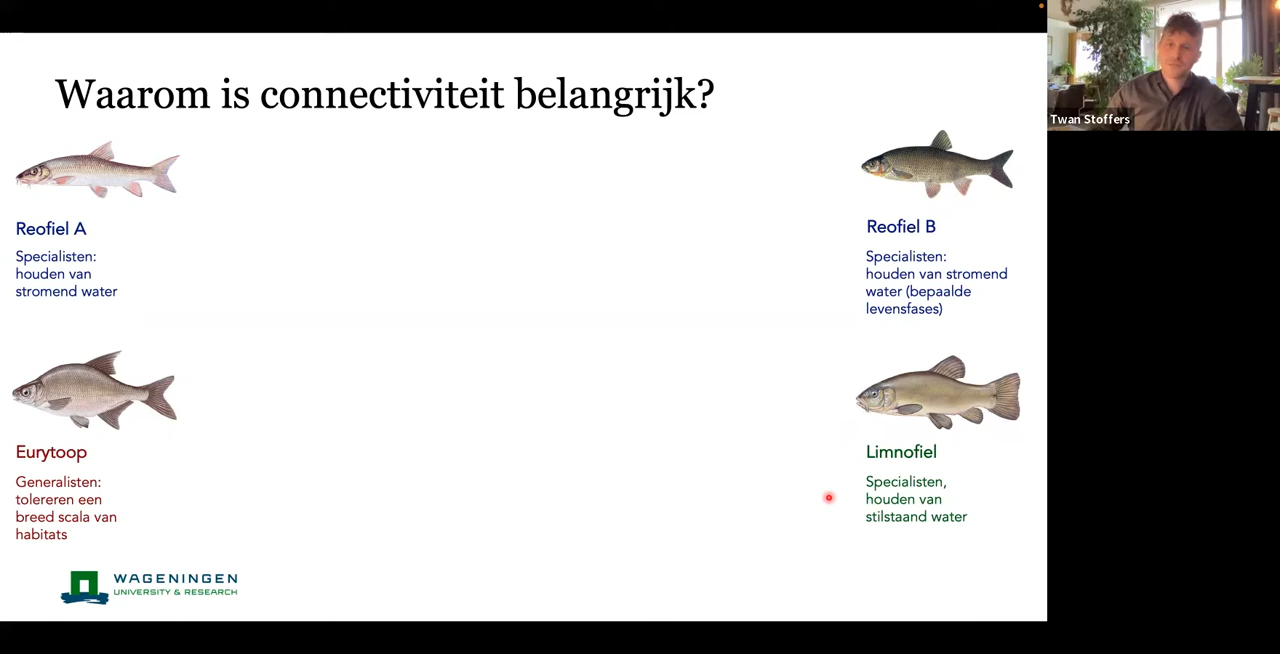 Waarom is connectiviteit belangrijk?
Twan Stoffers
Reofiel A
Specialisten:
houden van
stromend water
Reofiel B
Specialisten:
houden van stromend
water (bepaalde
levensfases)
Eurytoop
Generalisten:
tolereren een
breed scala van
habitats
Limnofiel
Specialisten,
houden van
stilstaand water
WAGENINGEN
UNIVERSITY & RESEARCH